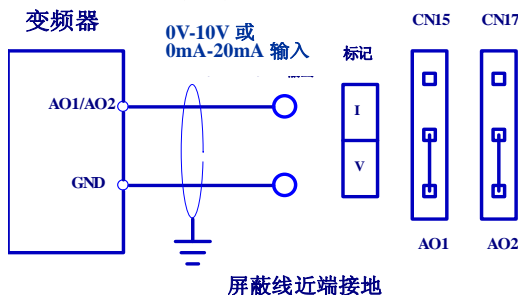 变频器
0V-10V 或
0mA-20mA 输入
标记
CN15
CN17
AO1/AO2
GND
I
V
AO1
AO2
屏蔽线近端接地